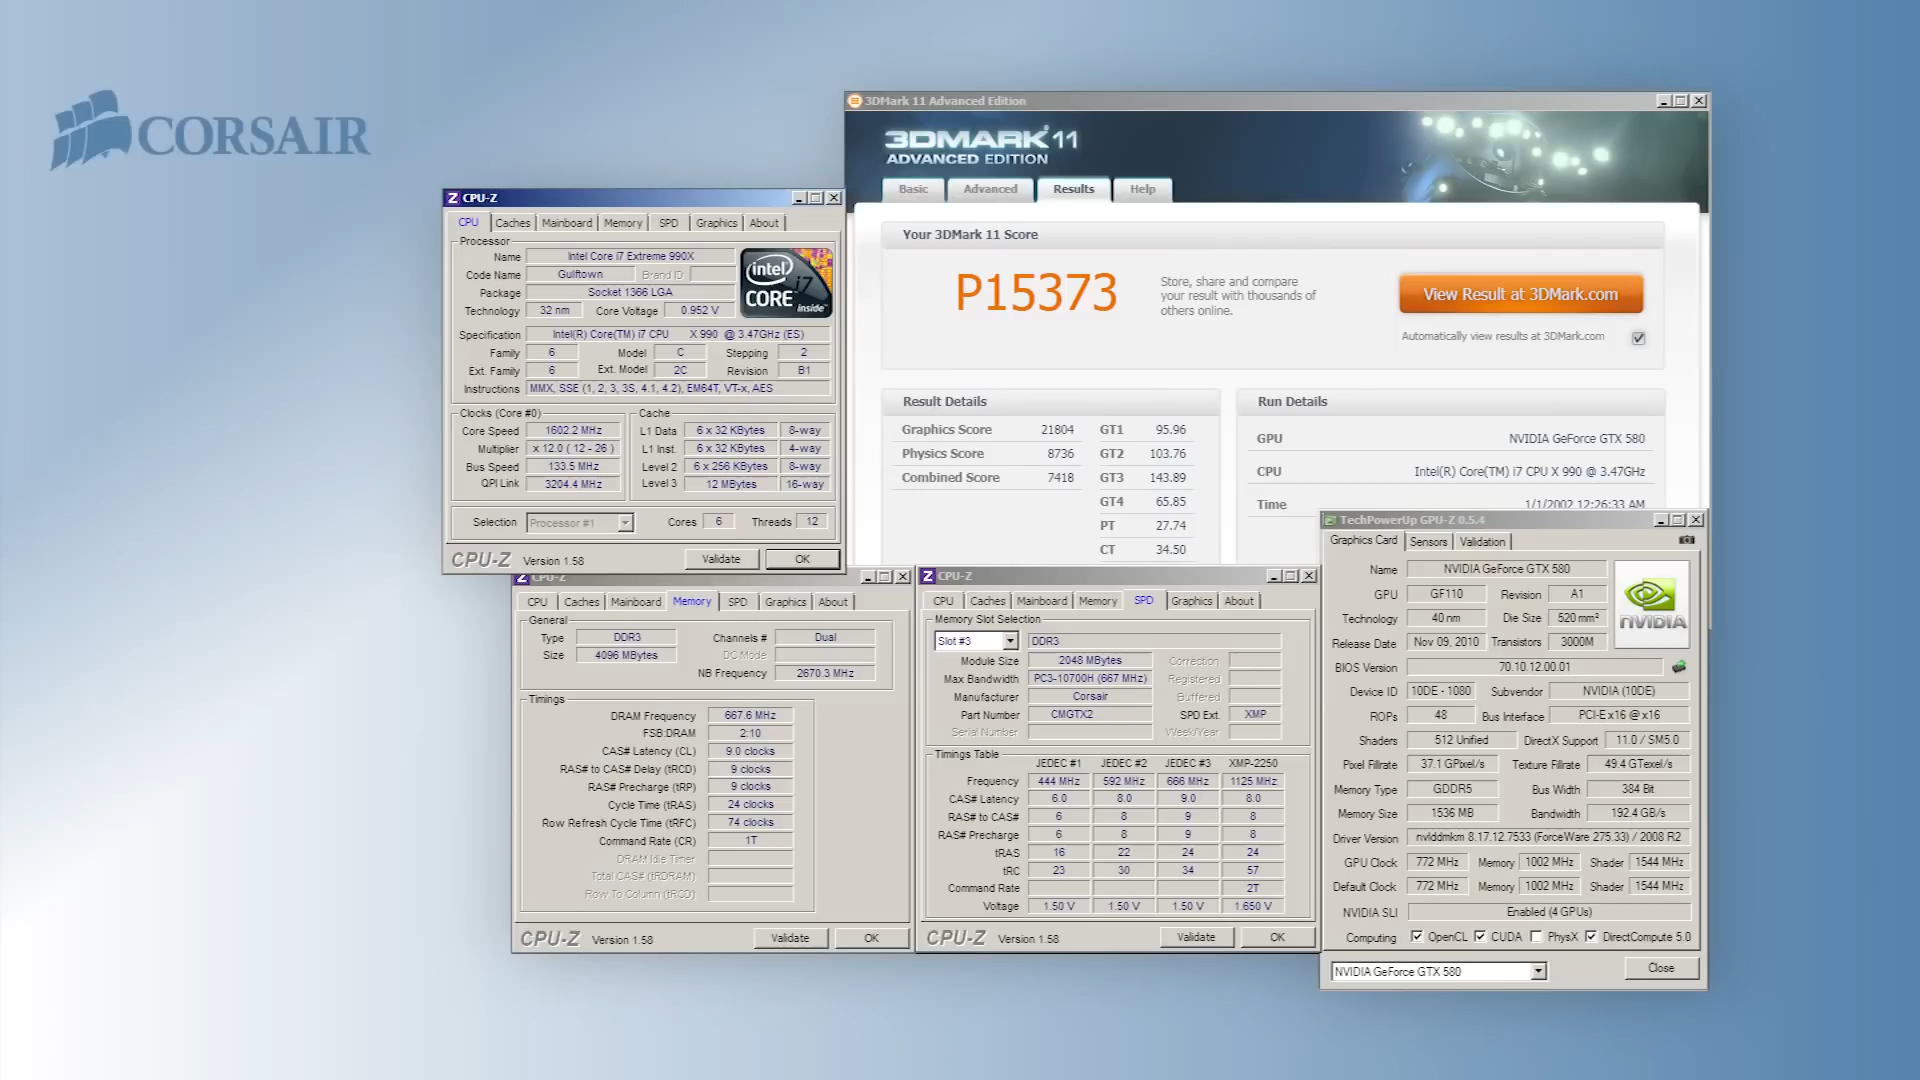 CORSAIR
3DMark 11 Advanced Edition
3DMARK 11
ADVANCED EDITION
Basic Advanced Results Help
Your 3DMark 11 Score
P15373
Store, share and compare
your result with thousands of
others online.
View Result at 3DMark.com
Automatically view results at 3DMark.com
Result Details
Graphics Score 21804 GT1 95.96
Physics Score 8736 GT2 103.76
Combined Score 7418 GT3 143.89
GT4 65.85
PT 27.74
CT 34.50
Run Details
GPU NVIDIA GeForce GTX 580
CPU Intel(R) Core(TM) i7 CPU X 990 @ 3.47GHz
Time 1/1/2002 12:26:33 AM
CPU-Z
CPU Caches Mainboard Memory SPD Graphics About
Processor
Name Intel Core i7 Extreme 990X
Code Name Gulftown Brand ID
Package Socket 1366 LGA
Technology 32 nm Core Voltage 0.952 V
intel CORE i7 inside
Specification Intel(R) Core(TM) i7 CPU X 990 @ 3.47GHz (ES)
Family 6 Model C Stepping 2
Ext. Family 6 Ext. Model 2C Revision B1
Instructions MMX, SSE (1, 2, 3, 3S, 4.1, 4.2), EM64T, VT-x, AES
Clocks (Core #0)
Core Speed 1602.2 MHz
Multiplier x 12.0 ( 12 - 26 )
Bus Speed 133.5 MHz
QPI Link 3204.4 MHz
Cache
L1 Data 6 x 32 KBytes 8-way
L1 Inst. 6 x 32 KBytes 4-way
Level 2 6 x 256 KBytes 8-way
Level 3 12 MBytes 16-way
Selection Processor #1 Cores 6 Threads 12
CPU-Z Version 1.58 Validate OK
CPU-Z
CPU Caches Mainboard Memory SPD Graphics About
General
Type DDR3 Channels # Dual
Size 4096 MBytes DC Mode
NB Frequency 2670.3 MHz
Timings
DRAM Frequency 667.6 MHz
FSB:DRAM 2:10
CAS# Latency (CL) 9.0 clocks
RAS# to CAS# Delay (tRCD) 9 clocks
RAS# Precharge (tRP) 9 clocks
Cycle Time (tRAS) 24 clocks
Row Refresh Cycle Time (tRFC) 74 clocks
Command Rate (CR) 1T
DRAM Idle Timer
Total CAS# (tRDRAM)
Row To Column (tRCD)
CPU-Z Version 1.58 Validate OK
CPU-Z
CPU Caches Mainboard Memory SPD Graphics About
Memory Slot Selection
Slot #3 DDR3
Module Size 2048 MBytes Correction
Max Bandwidth PC3-10700H (667 MHz) Registered
Manufacturer Corsair Buffered
Part Number CMGTX2 SPD Ext. XMP
Serial Number Week/Year
Timings Table
JEDEC #1 JEDEC #2 JEDEC #3 XMP-2250
Frequency 444 MHz 592 MHz 666 MHz 1125 MHz
CAS# Latency 6.0 8.0 9.0 8.0
RAS# to CAS# 6 8 9 8
RAS# Precharge 6 8 9 8
tRAS 16 22 24 24
tRC 23 30 34 57
Command Rate 2T
Voltage 1.50 V 1.50 V 1.50 V 1.650 V
CPU-Z Version 1.58 Validate OK
TechPowerUp GPU-Z 0.5.4
Graphics Card Sensors Validation
Name NVIDIA GeForce GTX 580
GPU GF110 Revision A1
Technology 40 nm Die Size 520 mm²
Release Date Nov 09, 2010 Transistors 3000M
NVIDIA
BIOS Version 70.10.12.00.01
Device ID 10DE - 1080 Subvendor NVIDIA (10DE)
ROPs 48 Bus Interface PCI-E x16 @ x16
Shaders 512 Unified DirectX Support 11.0 / SM5.0
Pixel Fillrate 37.1 GPixel/s Texture Fillrate 49.4 GTexel/s
Memory Type GDDR5 Bus Width 384 Bit
Memory Size 1536 MB Bandwidth 192.4 GB/s
Driver Version nvlddmkm 8.17.12.7533 (ForceWare 275.33) / 2008 R2
GPU Clock 772 MHz Memory 1002 MHz Shader 1544 MHz
Default Clock 772 MHz Memory 1002 MHz Shader 1544 MHz
NVIDIA SLI Enabled (4 GPUs)
Computing OpenCL CUDA PhysX DirectCompute 5.0
NVIDIA GeForce GTX 580 Close